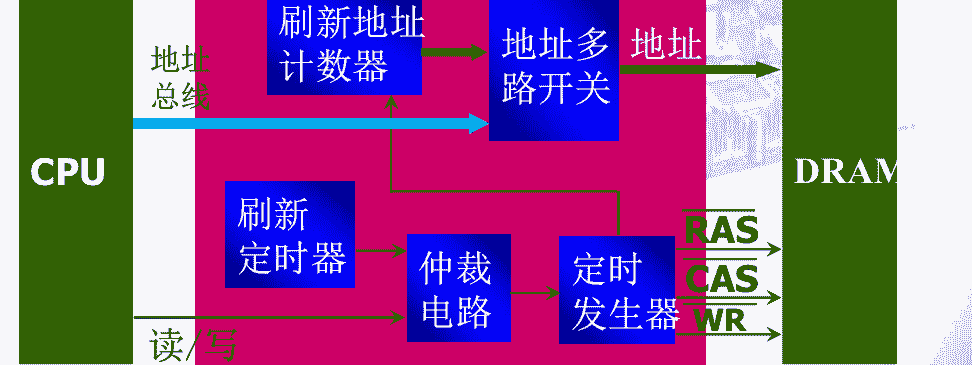 刷新地址
计数器
地址多
路开关
地址
地址
总线
CPU
DRAM
刷新
定时器
仲裁
电路
定时
发生器
RAS
CAS
WR
读/写